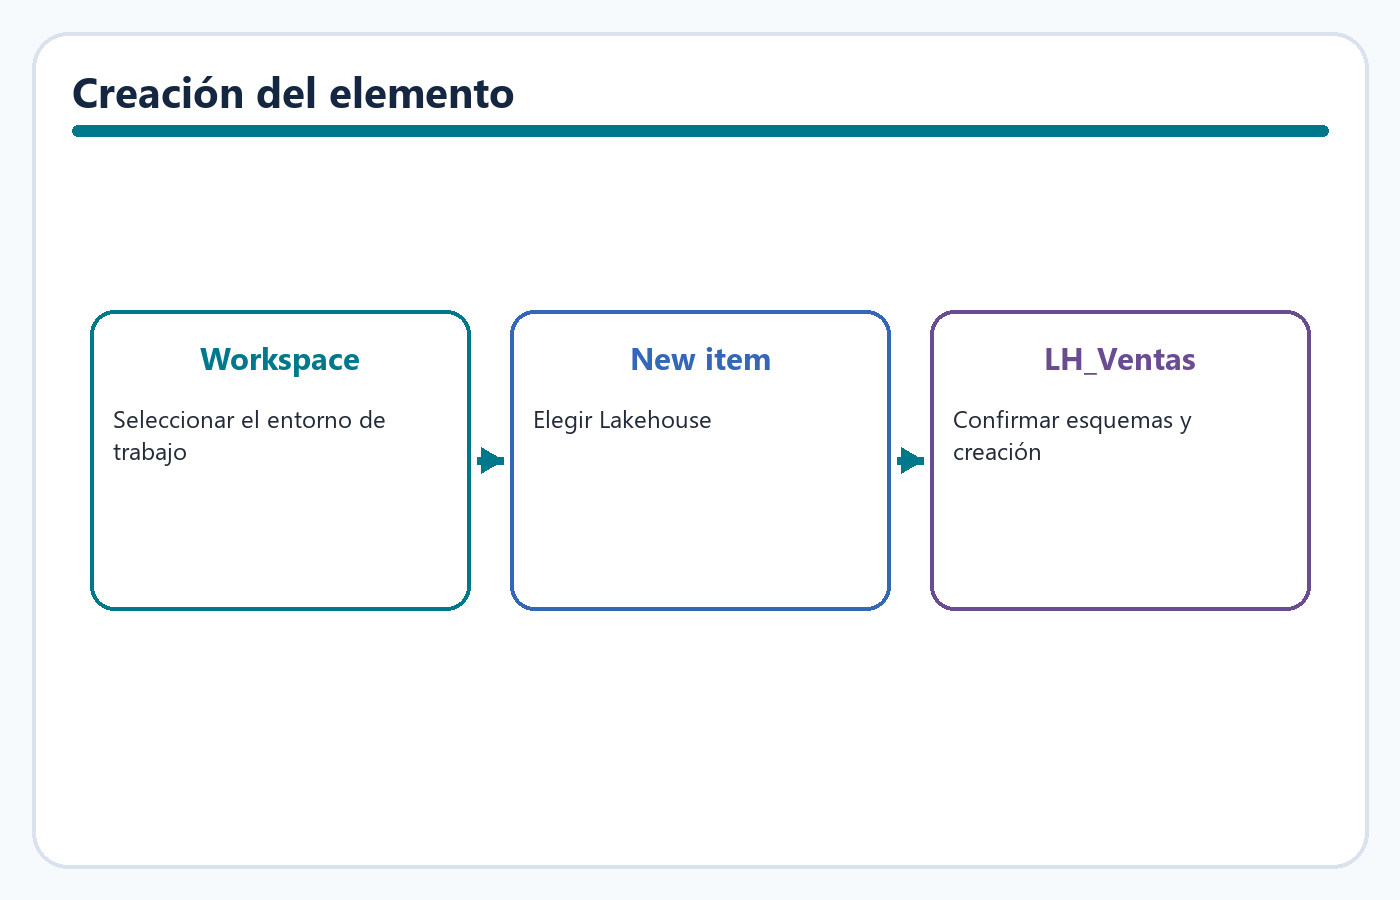 Creación del elemento
Workspace
Seleccionar el entorno de
trabajo
New item
Elegir Lakehouse
LH_Ventas
Confirmar esquemas y
creación